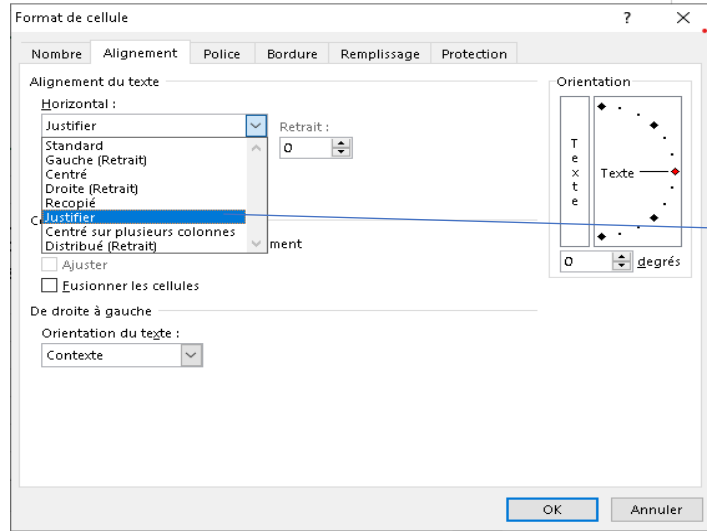 Format de cellule
?
Nombre Alignement Police Bordure Remplissage Protection
Alignement du texte
Horizontal :
Justifier
Retrait :
0
Standard
Gauche (Retrait)
Centré
Droite (Retrait)
Recopié
Justifier
Centré sur plusieurs colonnes
Distribué (Retrait)
C
ment
Ajuster
Fusionner les cellules
De droite à gauche
Orientation du texte :
Contexte
Orientation
Texte
Texte
0 degrés
OK Annuler